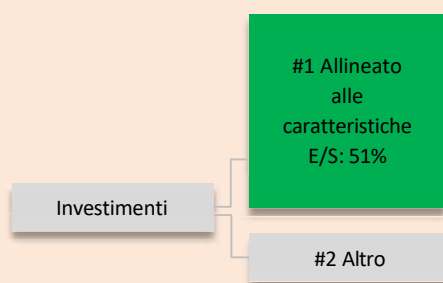 #1 Allineato
alle
caratteristiche
E/S: 51%
Investimenti
#2 Altro